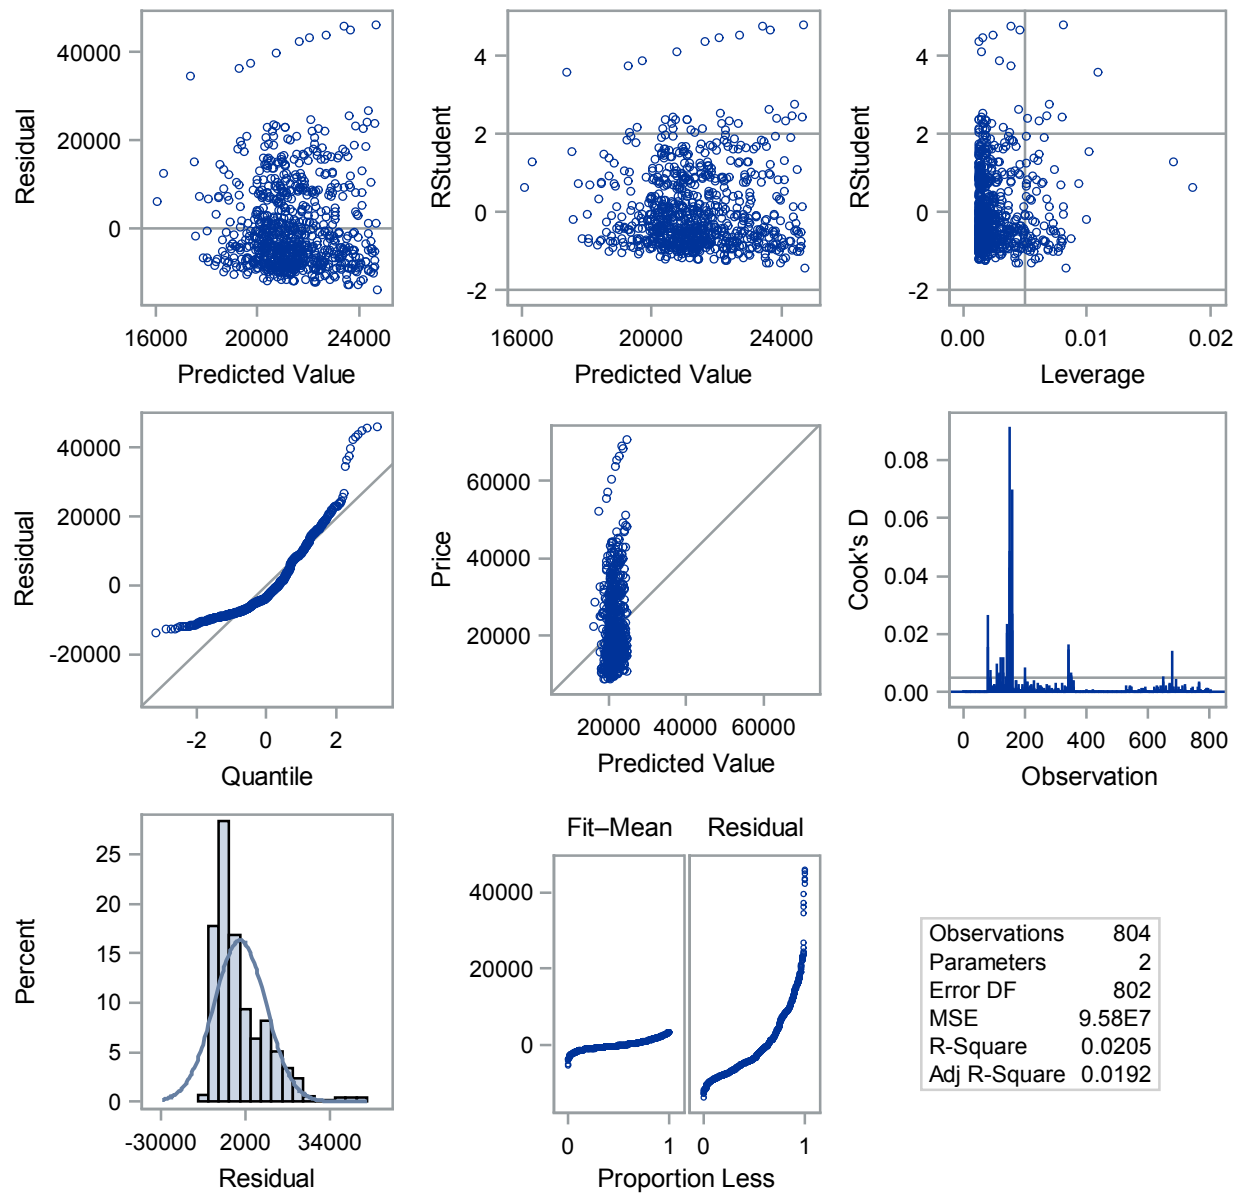 40000
20000
0
Residual
16000 20000 24000
Predicted Value
4
2
0
-2
RStudent
16000 20000 24000
Predicted Value
4
2
0
-2
RStudent
0.00 0.01 0.02
Leverage
40000
20000
0
-20000
Residual
-2 0 2
Quantile
60000
40000
20000
Price
20000 40000 60000
Predicted Value
0.08
0.06
0.04
0.02
0.00
Cook's D
0 200 400 600 800
Observation
25
20
15
10
5
0
Percent
-30000 2000 34000
Residual
Fit–Mean Residual
40000
20000
0
0 1 0 1
Proportion Less
Observations 804
Parameters 2
Error DF 802
MSE 9.58E7
R-Square 0.0205
Adj R-Square 0.0192